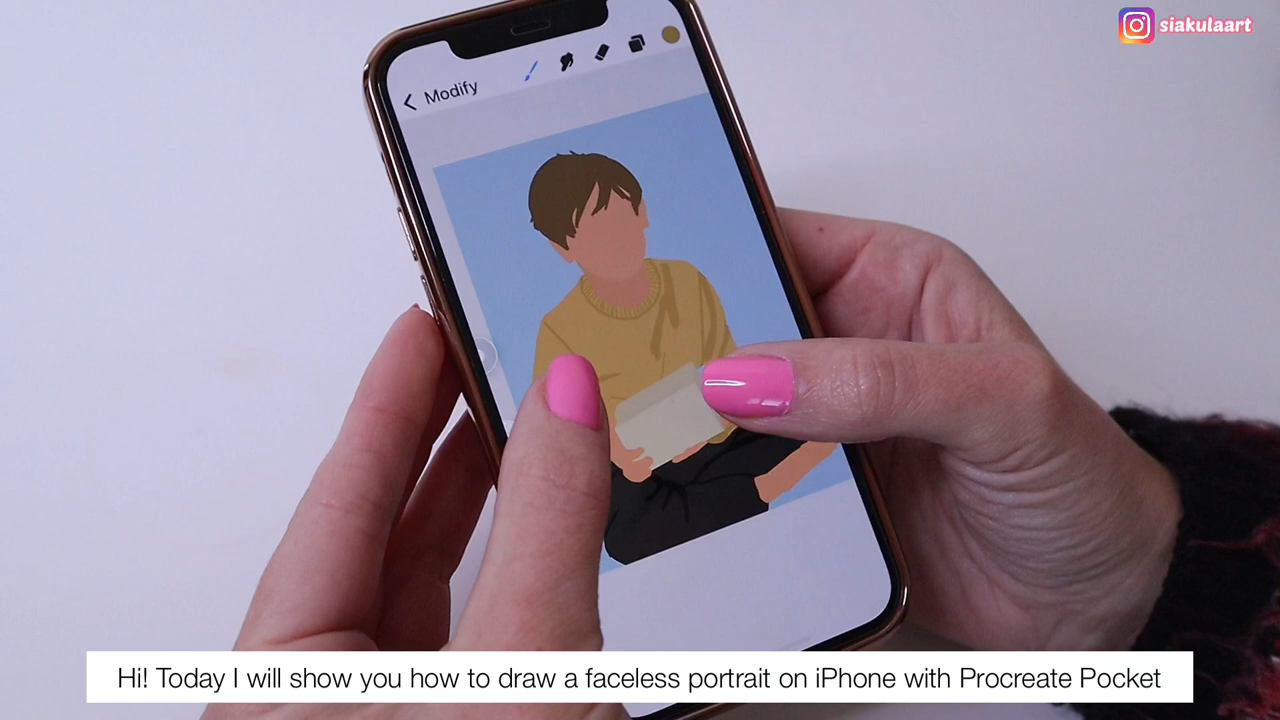 siakulaart
Modify
Hi! Today I will show you how to draw a faceless portrait on iPhone with Procreate Pocket